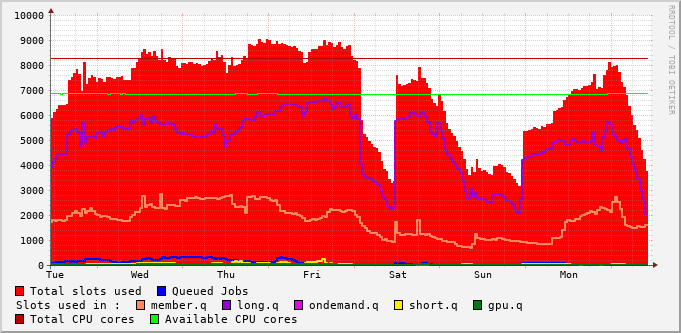 10000
9000
8000
7000
6000
5000
4000
3000
2000
1000
0
Tue Wed Thu Fri Sat Sun Mon
RRDTOOL / TOBI OETIKER
Total slots used Queued Jobs
Slots used in : member.q long.q ondemand.q short.q gpu.q
Total CPU cores Available CPU cores